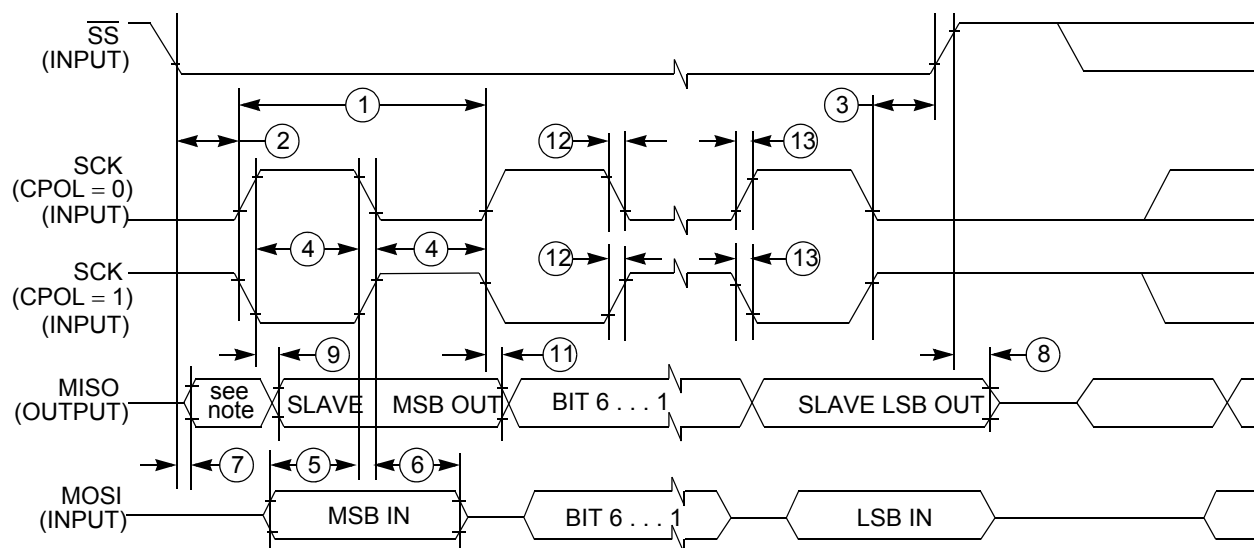 SS
(INPUT)
1
3
2
12
13
SCK
(CPOL = 0)
(INPUT)
4
4
SCK
(CPOL = 1)
(INPUT)
12
13
9
11
8
MISO
(OUTPUT)
see
note
SLAVE
MSB OUT
BIT 6 . . . 1
SLAVE LSB OUT
7
5
6
MOSI
(INPUT)
MSB IN
BIT 6 . . . 1
LSB IN